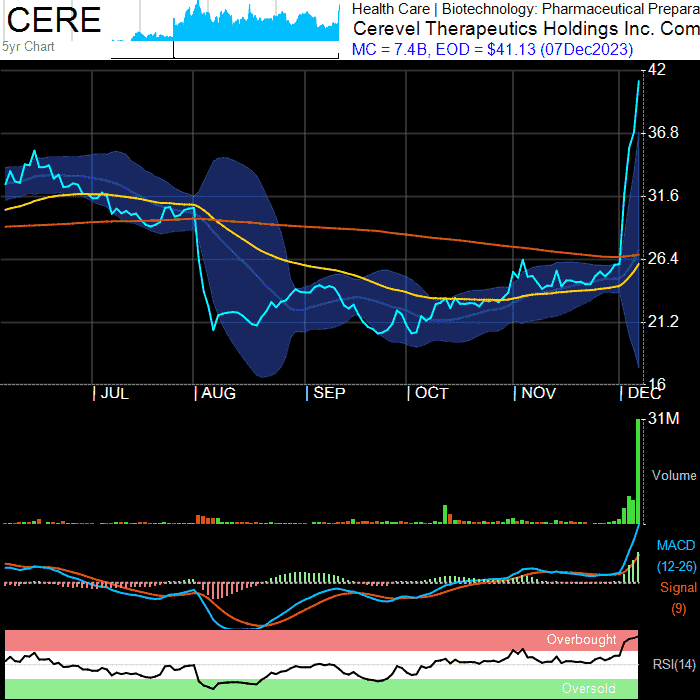 CERE
5yr Chart
Health Care | Biotechnology: Pharmaceutical Prepara
Cerevel Therapeutics Holdings Inc. Com
MC = 7.4B, EOD = $41.13 (07Dec2023)
42
36.8
31.6
26.4
21.2
16
JUL
AUG
SEP
OCT
NOV
DEC
31M
Volume
MACD
(12-26)
Signal
(9)
Overbought
RSI(14)
Oversold